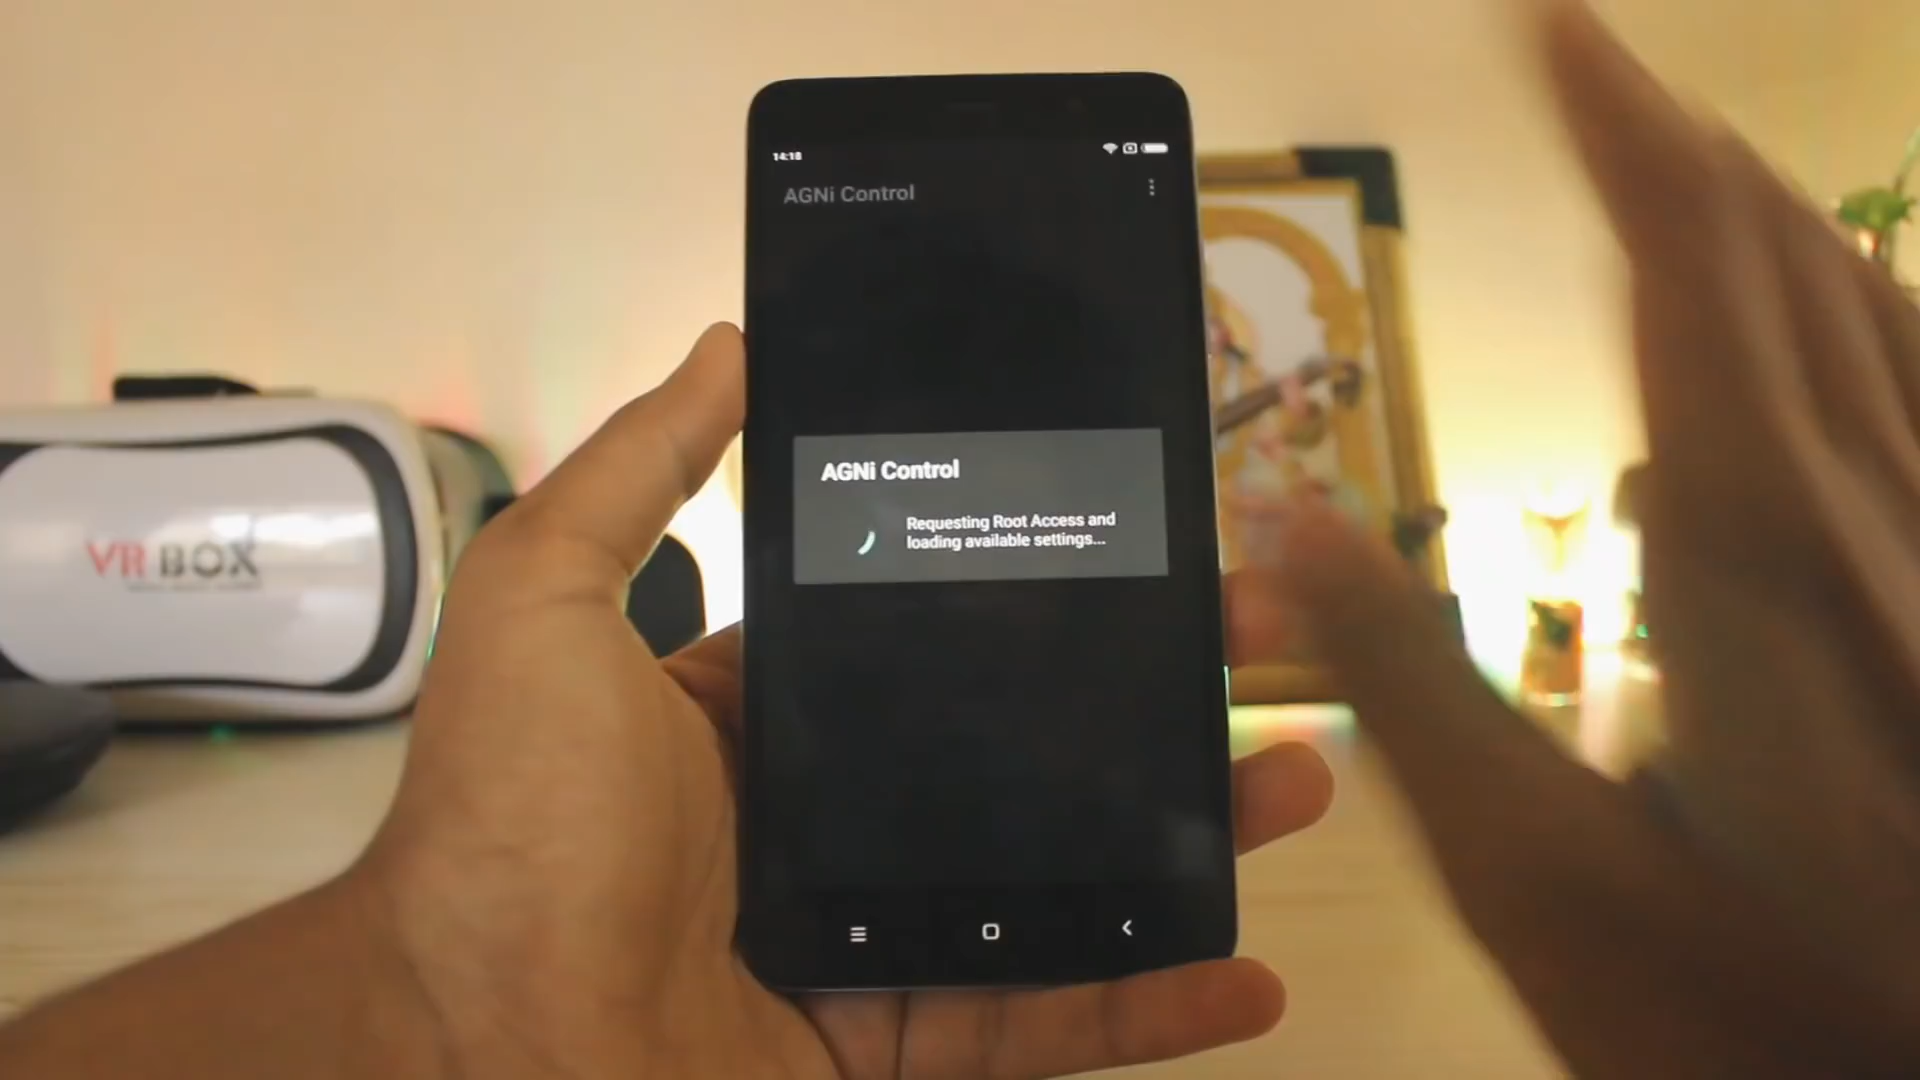 14:18
AGNi Control
AGNi Control
Requesting Root Access and
loading available settings...
VR BOX